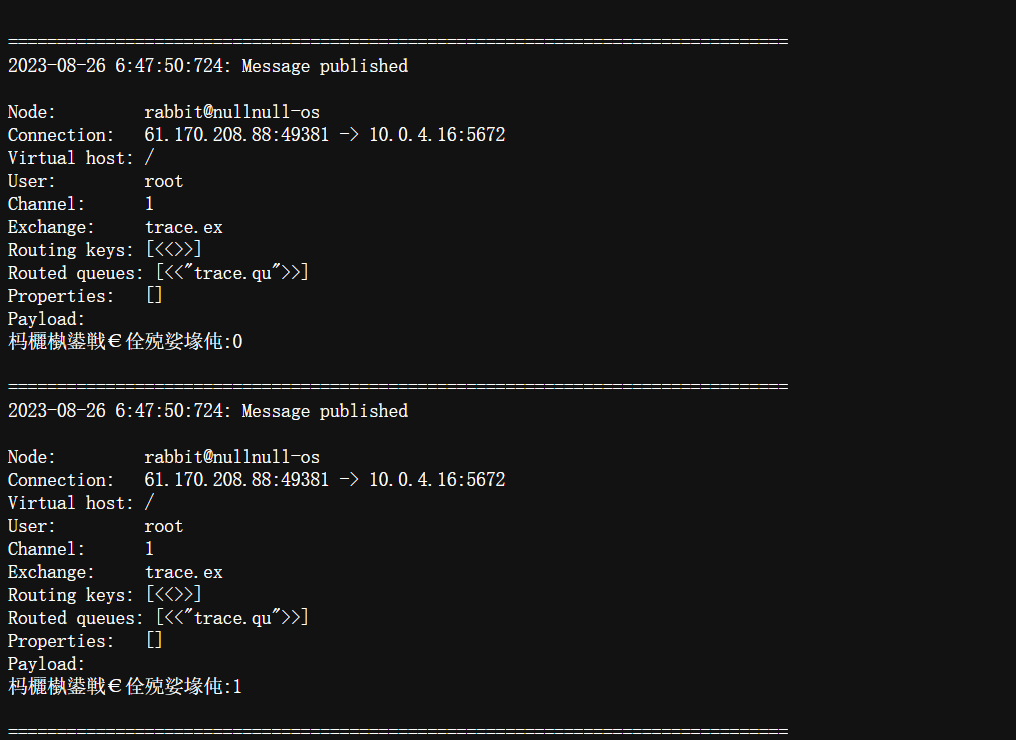 ================================================================================
2023-08-26 6:47:50:724: Message published
Node: rabbit@nullnull-os
Connection: 61.170.208.88:49381 -> 10.0.4.16:5672
Virtual host: /
User: root
Channel: 1
Exchange: trace.ex
Routing keys: [<<>>]
Routed queues: [<<"trace.qu">>]
Properties: []
Payload:
杩欐槸鍙戦€佺殑娑堟伅:0
================================================================================
2023-08-26 6:47:50:724: Message published
Node: rabbit@nullnull-os
Connection: 61.170.208.88:49381 -> 10.0.4.16:5672
Virtual host: /
User: root
Channel: 1
Exchange: trace.ex
Routing keys: [<<>>]
Routed queues: [<<"trace.qu">>]
Properties: []
Payload:
杩欐槸鍙戦€佺殑娑堟伅:1
================================================================================